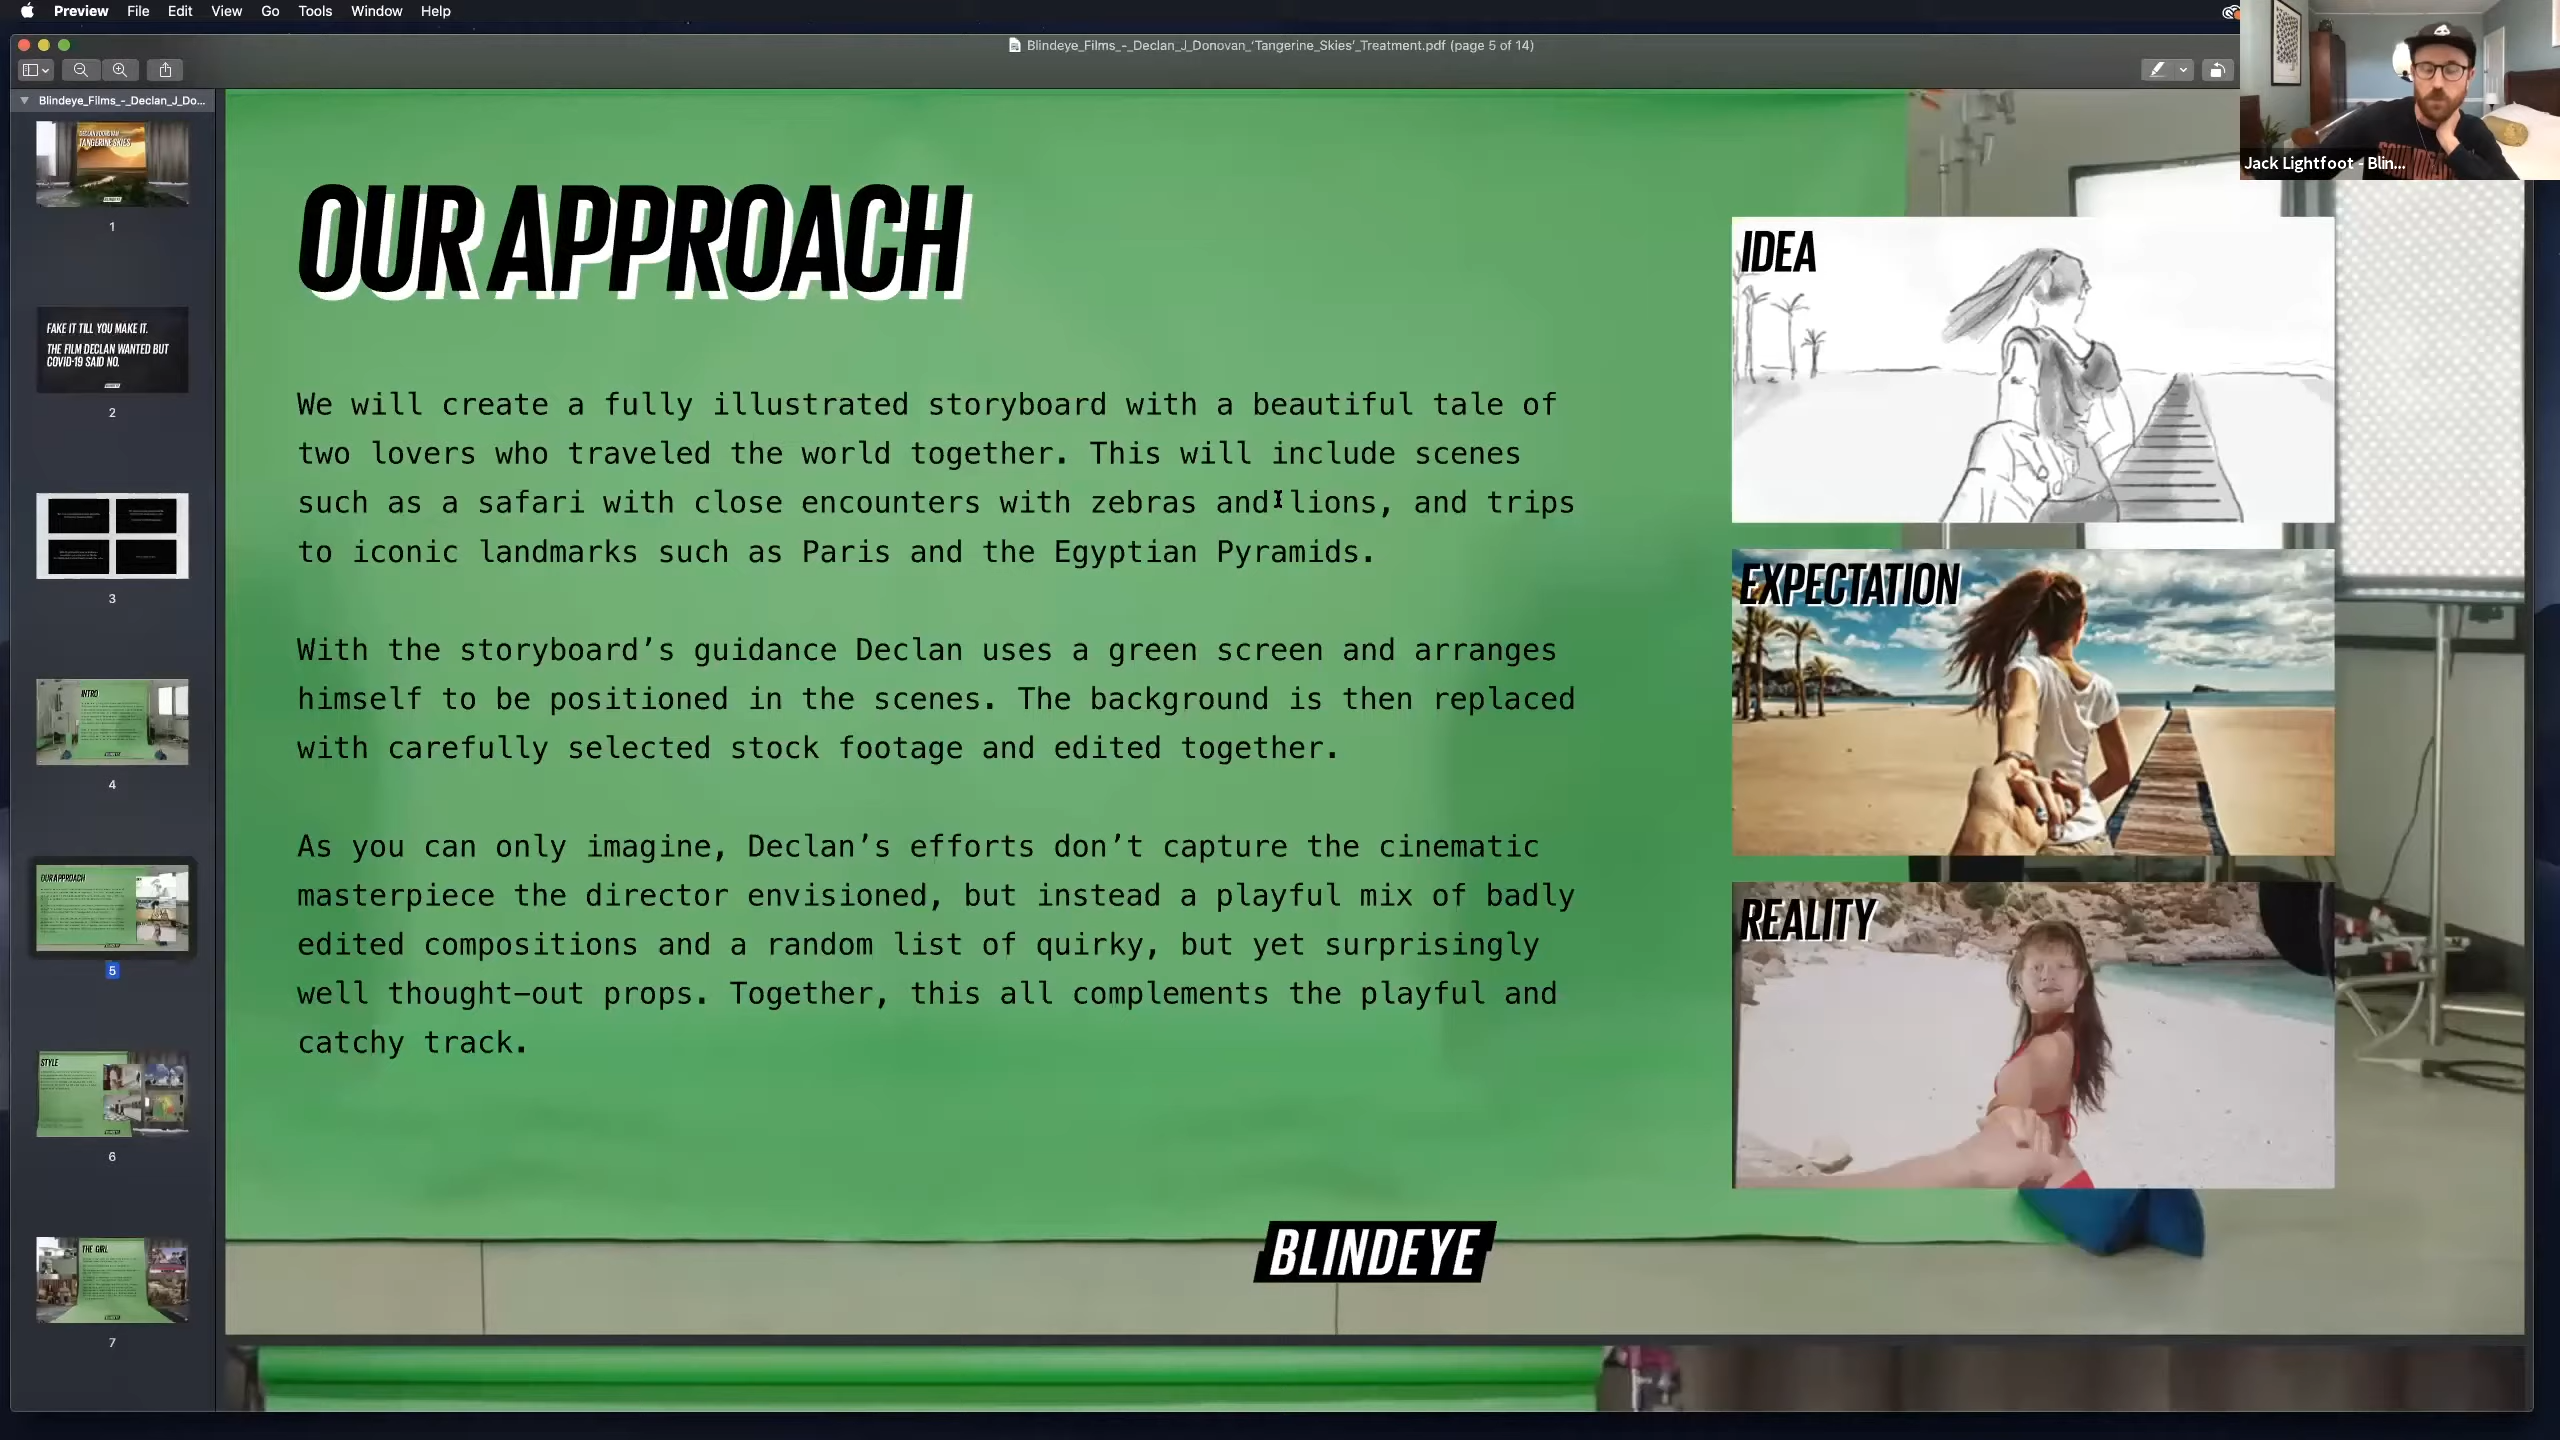 Preview File Edit View Go Tools Window Help
Blindeye_Films_-_Declan_J_Donovan_‘Tangerine_Skies’_Treatment.pdf (page 5 of 14)
Blindeye_Films_-_Declan_J_Do...
DECLAN J DONOVAN
TANGERINE SKIES
1
FAKE IT TILL YOU MAKE IT.
THE FILM DECLAN WANTED BUT
COVID-19 SAID NO.
BLINDEYE
2
3
INTRO
4
OUR APPROACH
5
STYLE
6
THE GIRL
7
OUR APPROACH
We will create a fully illustrated storyboard with a beautiful tale of
two lovers who traveled the world together. This will include scenes
such as a safari with close encounters with zebras and lions, and trips
to iconic landmarks such as Paris and the Egyptian Pyramids.
With the storyboard’s guidance Declan uses a green screen and arranges
himself to be positioned in the scenes. The background is then replaced
with carefully selected stock footage and edited together.
As you can only imagine, Declan’s efforts don’t capture the cinematic
masterpiece the director envisioned, but instead a playful mix of badly
edited compositions and a random list of quirky, but yet surprisingly
well thought–out props. Together, this all complements the playful and
catchy track.
IDEA
EXPECTATION
REALITY
BLINDEYE
Jack Lightfoot - Blin...